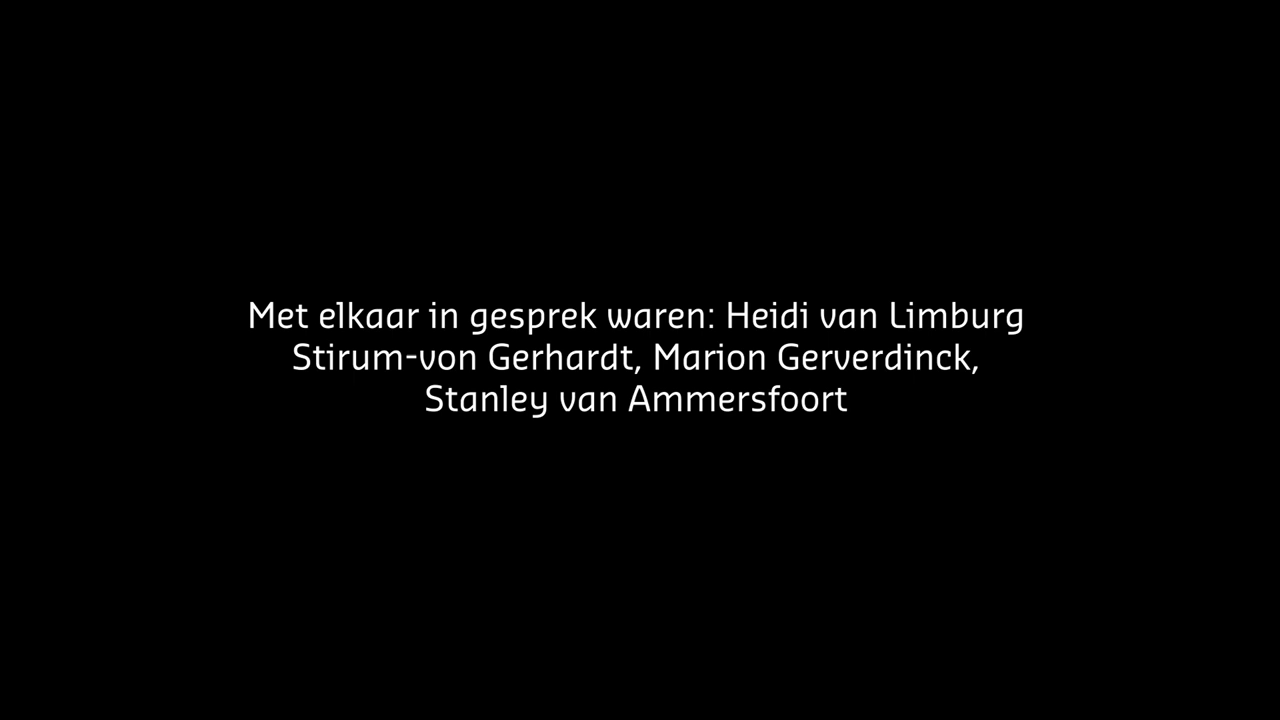 Met elkaar in gesprek waren: Heidi van Limburg
Stirum-von Gerhardt, Marion Gerverdinck,
Stanley van Ammersfoort